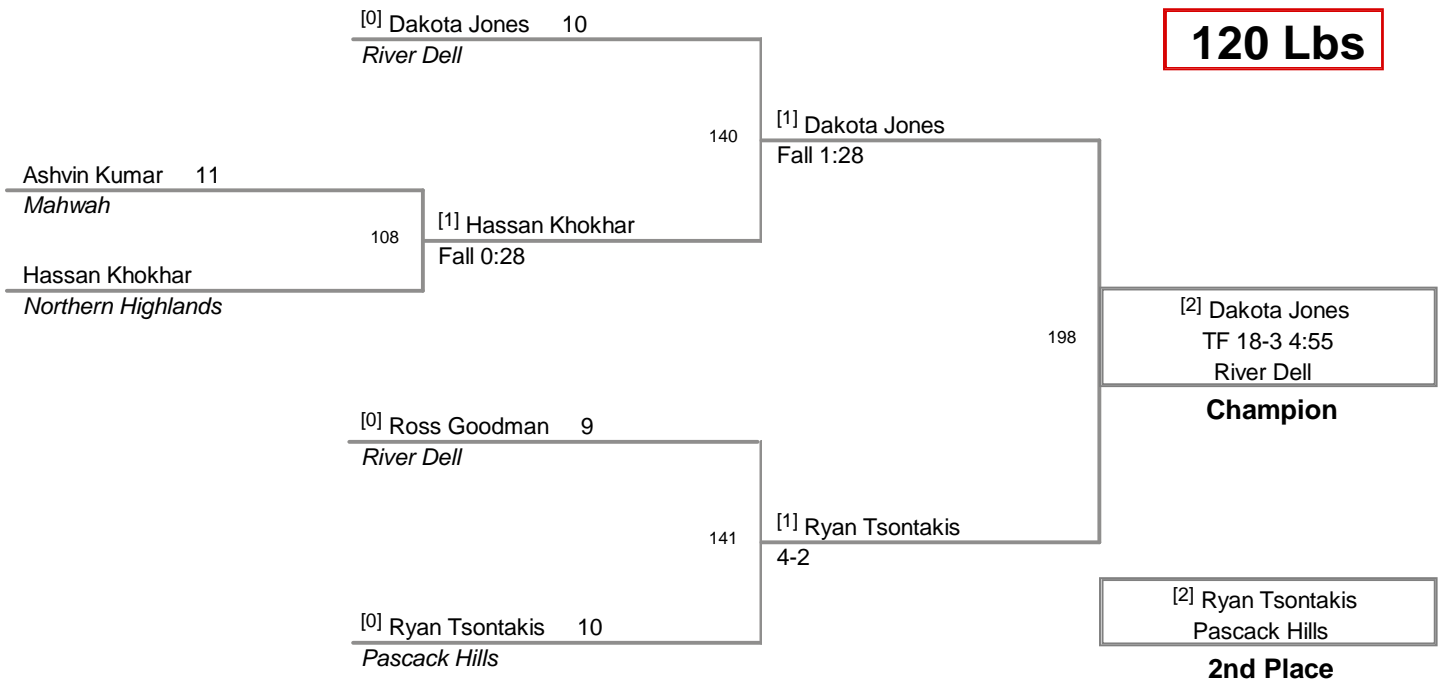 [0] Dakota Jones 10
River Dell
120 Lbs
140
[1] Dakota Jones
Fall 1:28
Ashvin Kumar 11
Mahwah
108
[1] Hassan Khokhar
Fall 0:28
Hassan Khokhar
Northern Highlands
198
[2] Dakota Jones
TF 18-3 4:55
River Dell
Champion
[0] Ross Goodman 9
River Dell
141
[1] Ryan Tsontakis
4-2
[0] Ryan Tsontakis 10
Pascack Hills
[2] Ryan Tsontakis
Pascack Hills
2nd Place